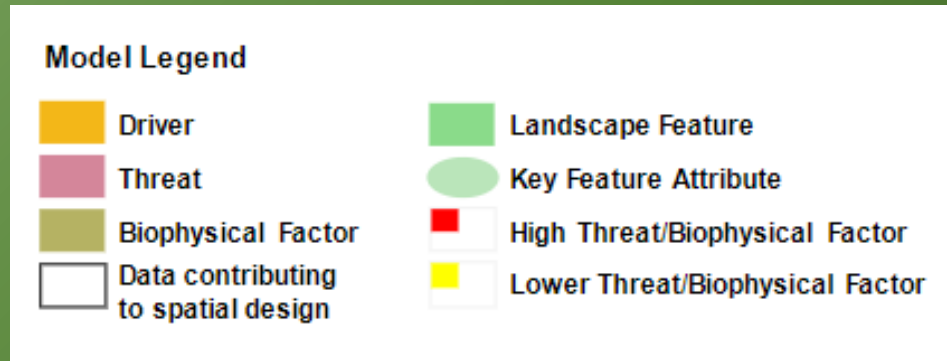 Model Legend
Driver
Threat
Biophysical Factor
Data contributing
to spatial design
Landscape Feature
Key Feature Attribute
High Threat/Biophysical Factor
Lower Threat/Biophysical Factor